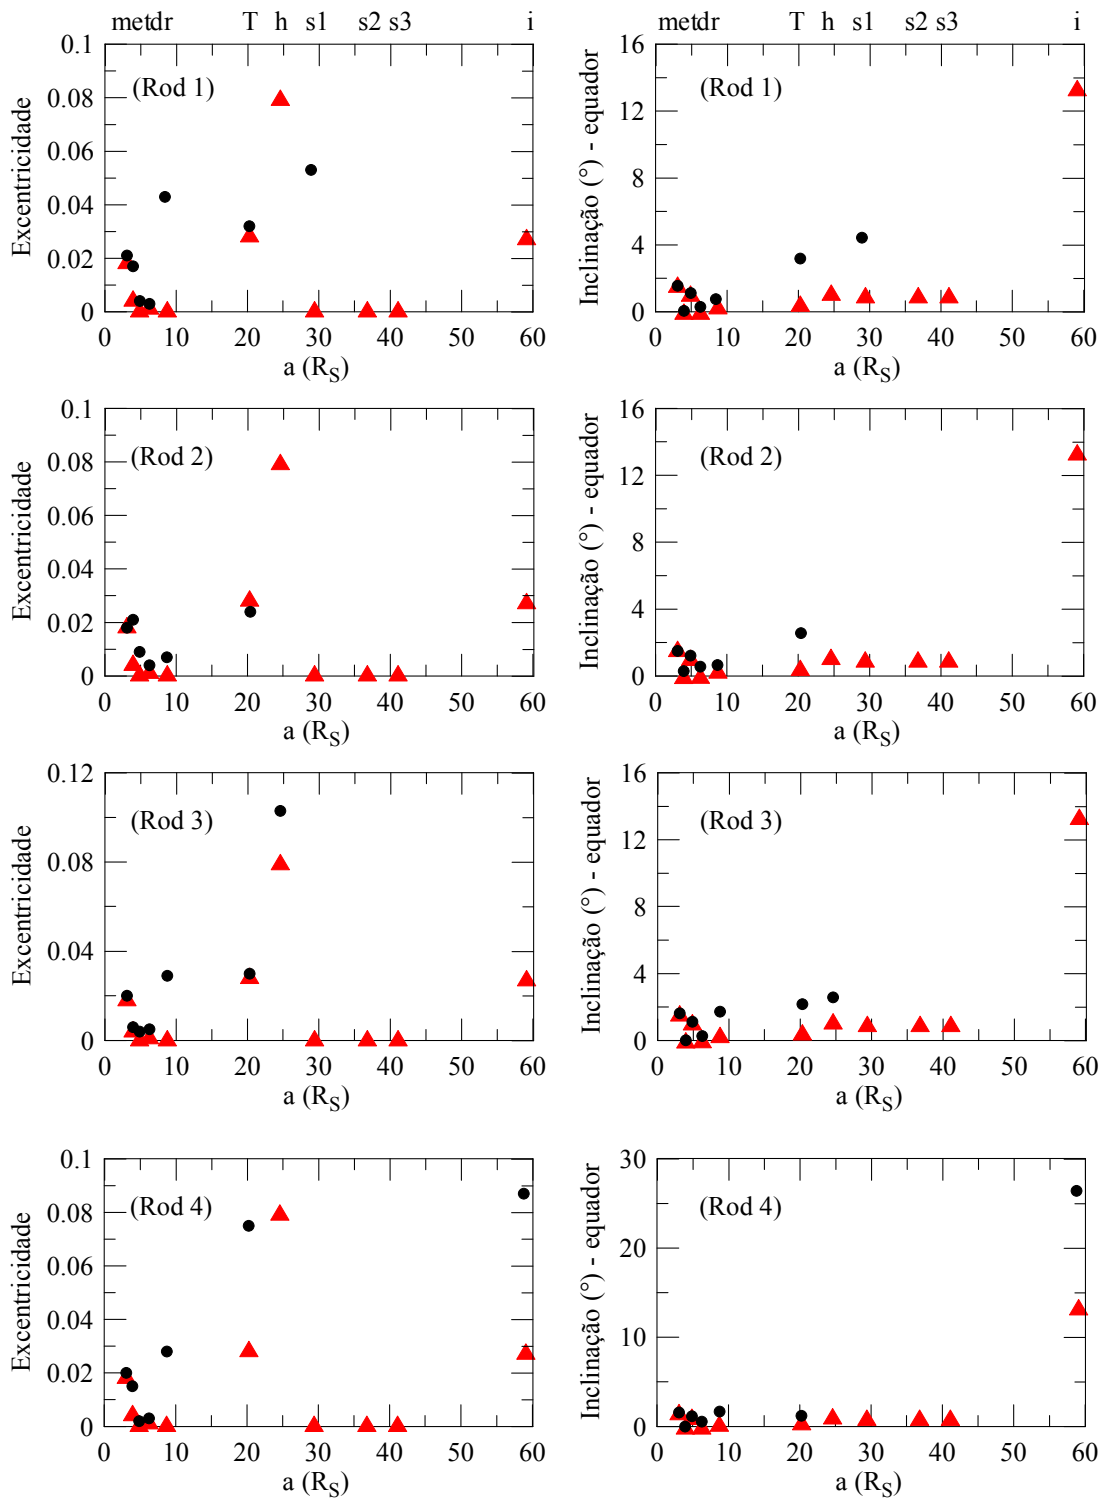 metdr T h s1 s2 s3 i
metdr T h s1 s2 s3 i
0.1
0.08
0.06
0.04
0.02
0
Excentricidade
(Rod 1)
0 10 20 30 40 50 60
a (RS)
16
12
8
4
0
Inclinação (°) - equador
(Rod 1)
0 10 20 30 40 50 60
a (RS)
0.1
0.08
0.06
0.04
0.02
0
Excentricidade
(Rod 2)
0 10 20 30 40 50 60
a (RS)
16
12
8
4
0
Inclinação (°) - equador
(Rod 2)
0 10 20 30 40 50 60
a (RS)
0.12
0.08
0.04
0
Excentricidade
(Rod 3)
0 10 20 30 40 50 60
a (RS)
16
12
8
4
0
Inclinação (°) - equador
(Rod 3)
0 10 20 30 40 50 60
a (RS)
0.1
0.08
0.06
0.04
0.02
0
Excentricidade
(Rod 4)
0 10 20 30 40 50 60
a (RS)
30
20
10
0
Inclinação (°) - equador
(Rod 4)
0 10 20 30 40 50 60
a (RS)